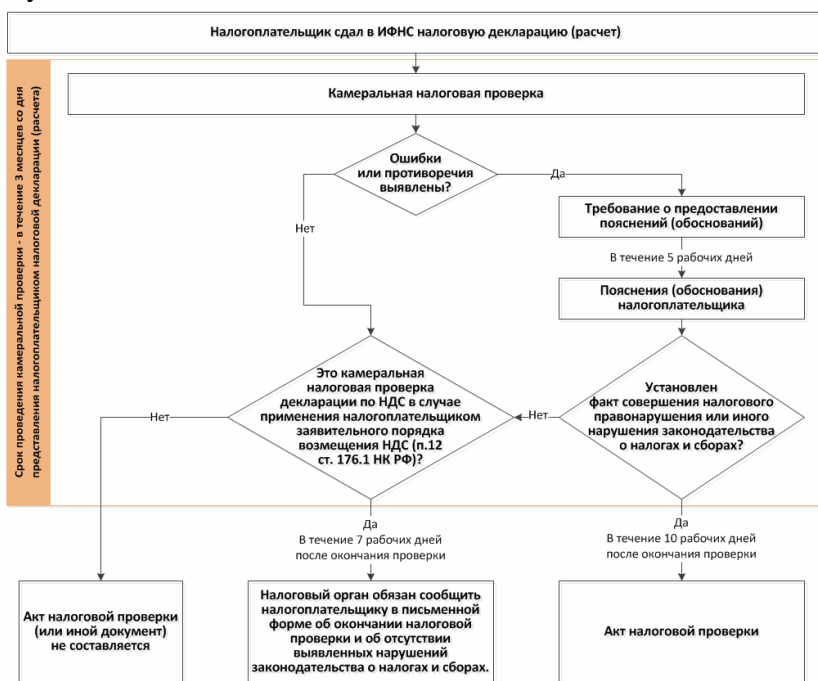 Налогоплательщик сдал в ИФНС налоговую декларацию (расчет)
Срок проведения камеральной проверки - в течение 3 месяцев со дня
представления налогоплательщиком налоговой декларации (расчета)
Камеральная налоговая проверка
Ошибки
или противоречия
выявлены?
Да
Нет
Требование о предоставлении
пояснений (обоснований)
В течение 5 рабочих дней
Пояснения (обоснования)
налогоплательщика
Это камеральная
налоговая проверка
декларации по НДС в случае
применения налогоплательщиком
заявительного порядка
возмещения НДС (п.12
ст. 176.1 НК РФ)?
Установлен
факт совершения налогового
правонарушения или иного
нарушения законодательства
о налогах и сборах?
Нет
Нет
Да
В течение 7 рабочих дней
после окончания проверки
Да
В течение 10 рабочих дней
после окончания проверки
Акт налоговой проверки
(или иной документ)
не составляется
Налоговый орган обязан сообщить
налогоплательщику в письменной
форме об окончании налоговой
проверки и об отсутствии
выявленных нарушений
законодательства о налогах и сборах.
Акт налоговой проверки